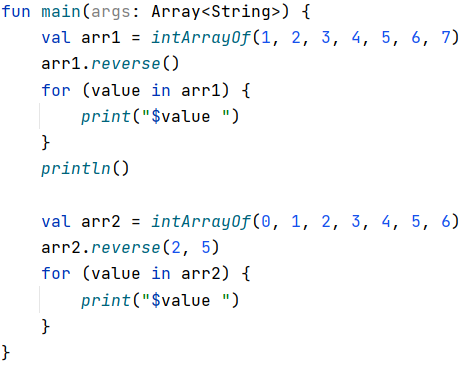 fun main(args: Array<String>) {
    val arr1 = intArrayOf(1, 2, 3, 4, 5, 6, 7)
    arr1.reverse()
    for (value in arr1) {
        print("$value ")
    }
    println()

    val arr2 = intArrayOf(0, 1, 2, 3, 4, 5, 6)
    arr2.reverse(2, 5)
    for (value in arr2) {
        print("$value ")
    }
}